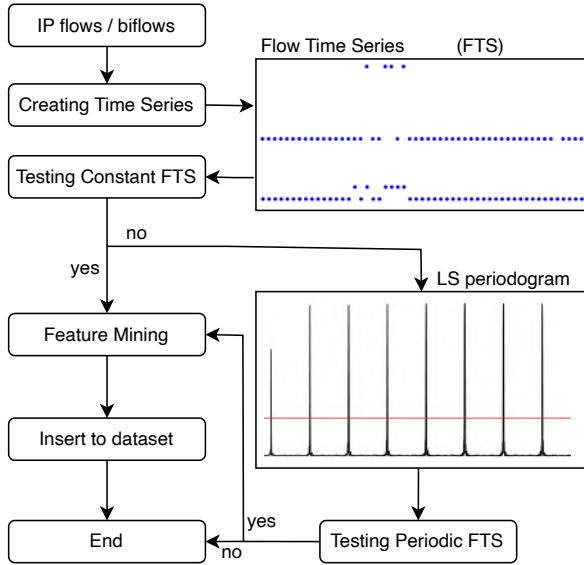 IP flows / biflows
Flow Time Series (FTS)
Creating Time Series
Testing Constant FTS
no
yes
LS periodogram
Feature Mining
Insert to dataset
yes
End
no
Testing Periodic FTS